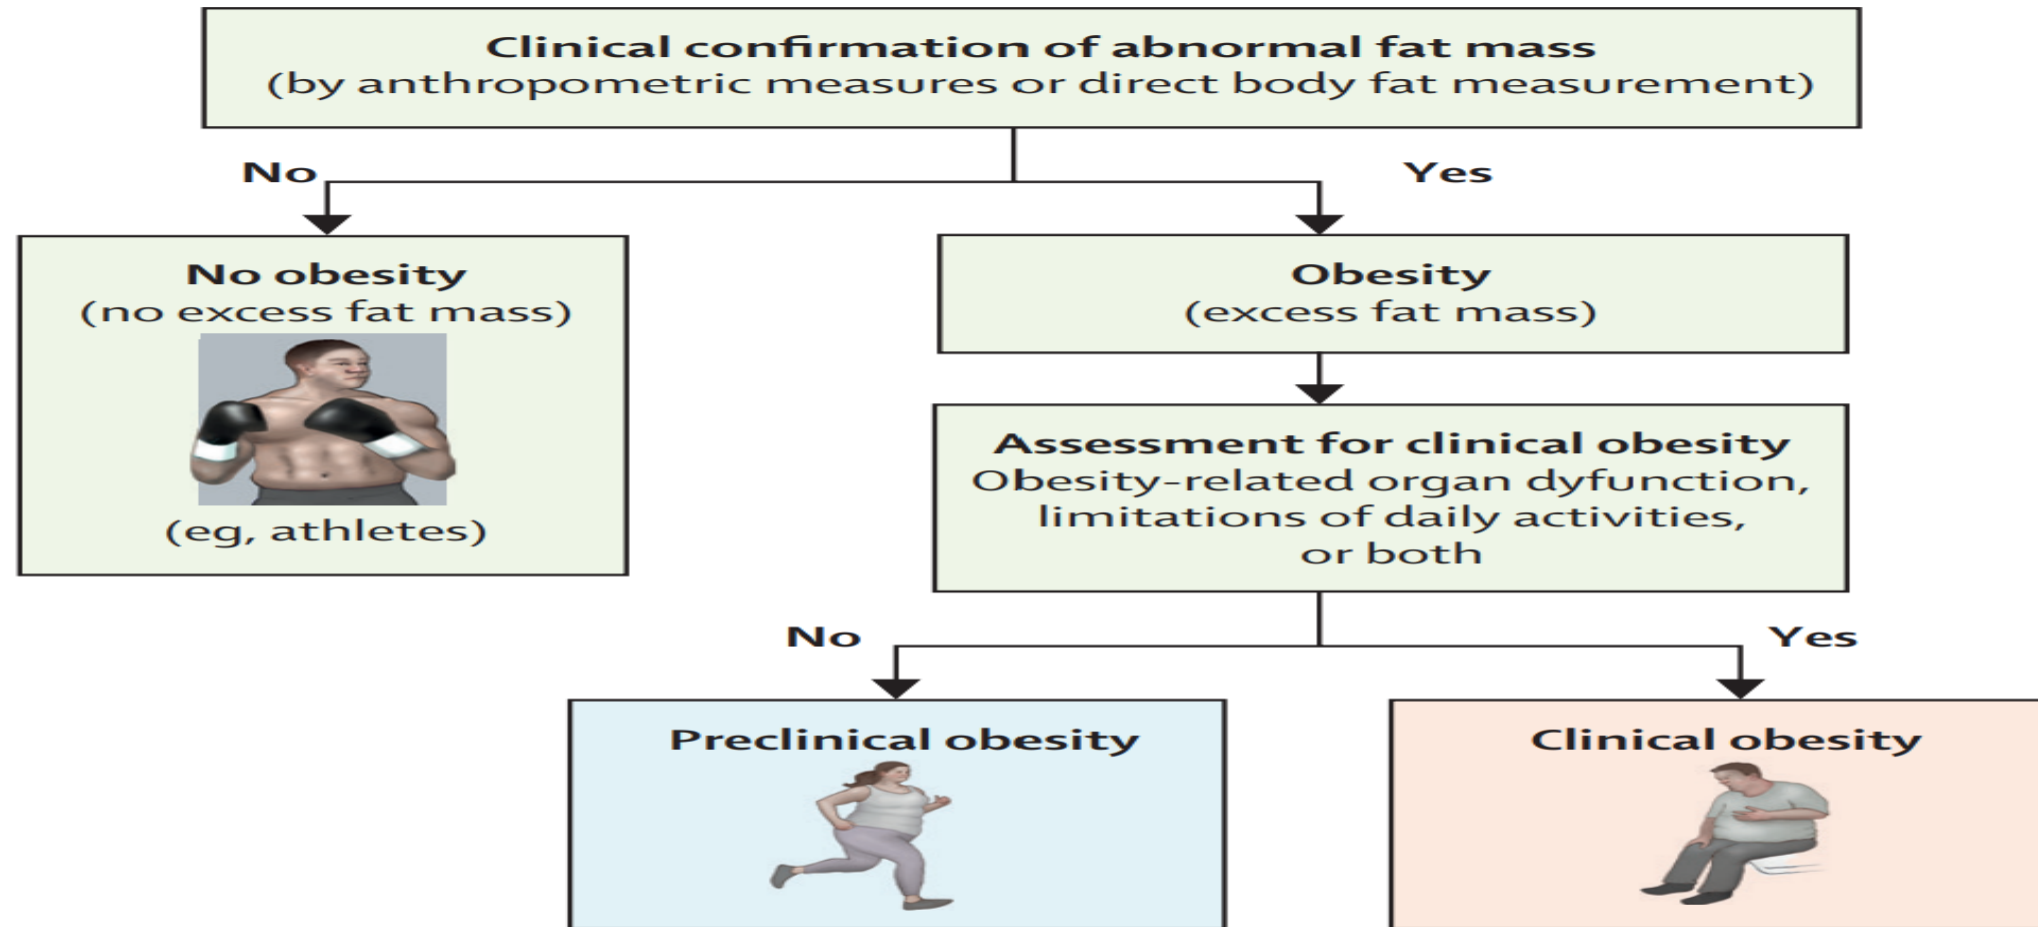 Clinical confirmation of abnormal fat mass
(by anthropometric measures or direct body fat measurement)
No
Yes
No obesity
(no excess fat mass)
(eg, athletes)
Obesity
(excess fat mass)
Assessment for clinical obesity
Obesity-related organ dyfunction,
limitations of daily activities,
or both
No
Yes
Preclinical obesity
Clinical obesity